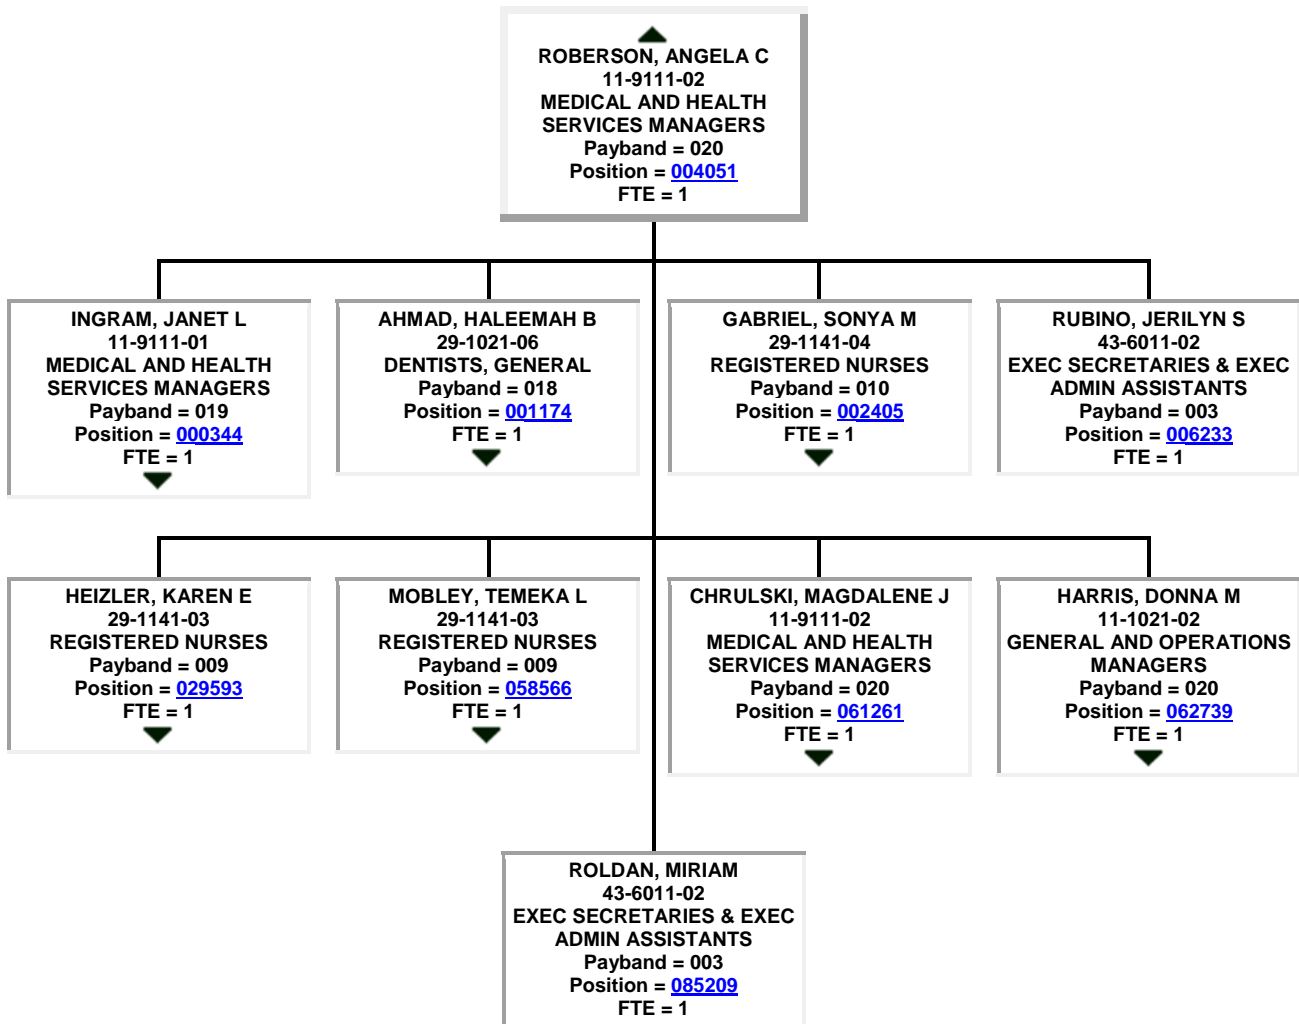 ROBERSON, ANGELA C
11-9111-02
MEDICAL AND HEALTH
SERVICES MANAGERS
Payband = 020
Position = 004051
FTE = 1
INGRAM, JANET L
11-9111-01
MEDICAL AND HEALTH
SERVICES MANAGERS
Payband = 019
Position = 000344
FTE = 1
AHMAD, HALEEMAH B
29-1021-06
DENTISTS, GENERAL
Payband = 018
Position = 001174
FTE = 1
GABRIEL, SONYA M
29-1141-04
REGISTERED NURSES
Payband = 010
Position = 002405
FTE = 1
RUBINO, JERILYN S
43-6011-02
EXEC SECRETARIES & EXEC
ADMIN ASSISTANTS
Payband = 003
Position = 006233
FTE = 1
HEIZLER, KAREN E
29-1141-03
REGISTERED NURSES
Payband = 009
Position = 029593
FTE = 1
MOBLEY, TEMEKA L
29-1141-03
REGISTERED NURSES
Payband = 009
Position = 058566
FTE = 1
CHRULSKI, MAGDALENE J
11-9111-02
MEDICAL AND HEALTH
SERVICES MANAGERS
Payband = 020
Position = 061261
FTE = 1
HARRIS, DONNA M
11-1021-02
GENERAL AND OPERATIONS
MANAGERS
Payband = 020
Position = 062739
FTE = 1
ROLDAN, MIRIAM
43-6011-02
EXEC SECRETARIES & EXEC
ADMIN ASSISTANTS
Payband = 003
Position = 085209
FTE = 1